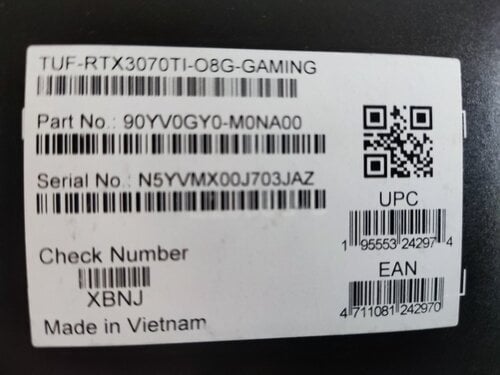 TUF-RTX3070TI-O8G-GAMING
Part No.: 90YV0GY0-M0NA00
Serial No.: N5YVMX00J703JAZ
UPC
1 95553 24297 4
Check Number
XBNJ
EAN
4 711081 242970
Made in Vietnam